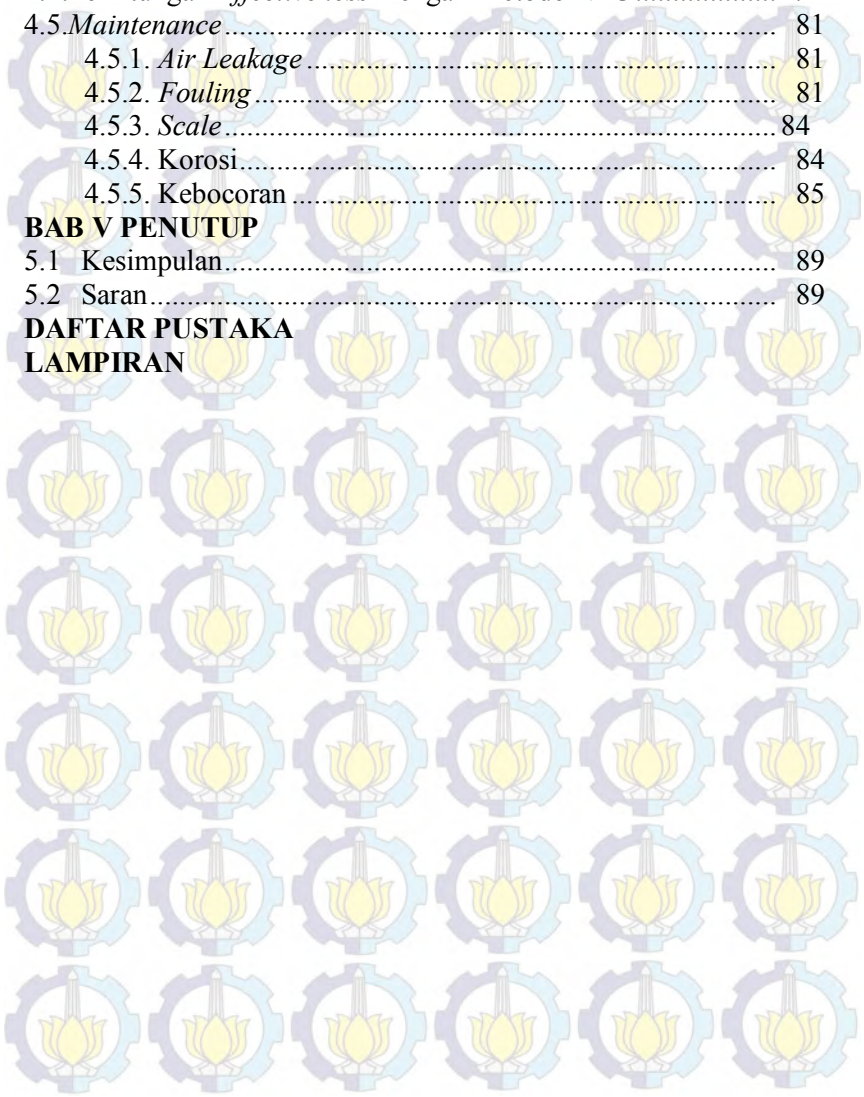 4.5.Maintenance.......................................................................... 81
4.5.1. Air Leakage.................................................................. 81
4.5.2. Fouling.......................................................................... 81
4.5.3. Scale............................................................................... 84
4.5.4. Korosi............................................................................ 84
4.5.5. Kebocoran.................................................................... 85
BAB V PENUTUP
5.1 Kesimpulan...................................................................... 89
5.2 Saran................................................................................. 89
DAFTAR PUSTAKA
LAMPIRAN